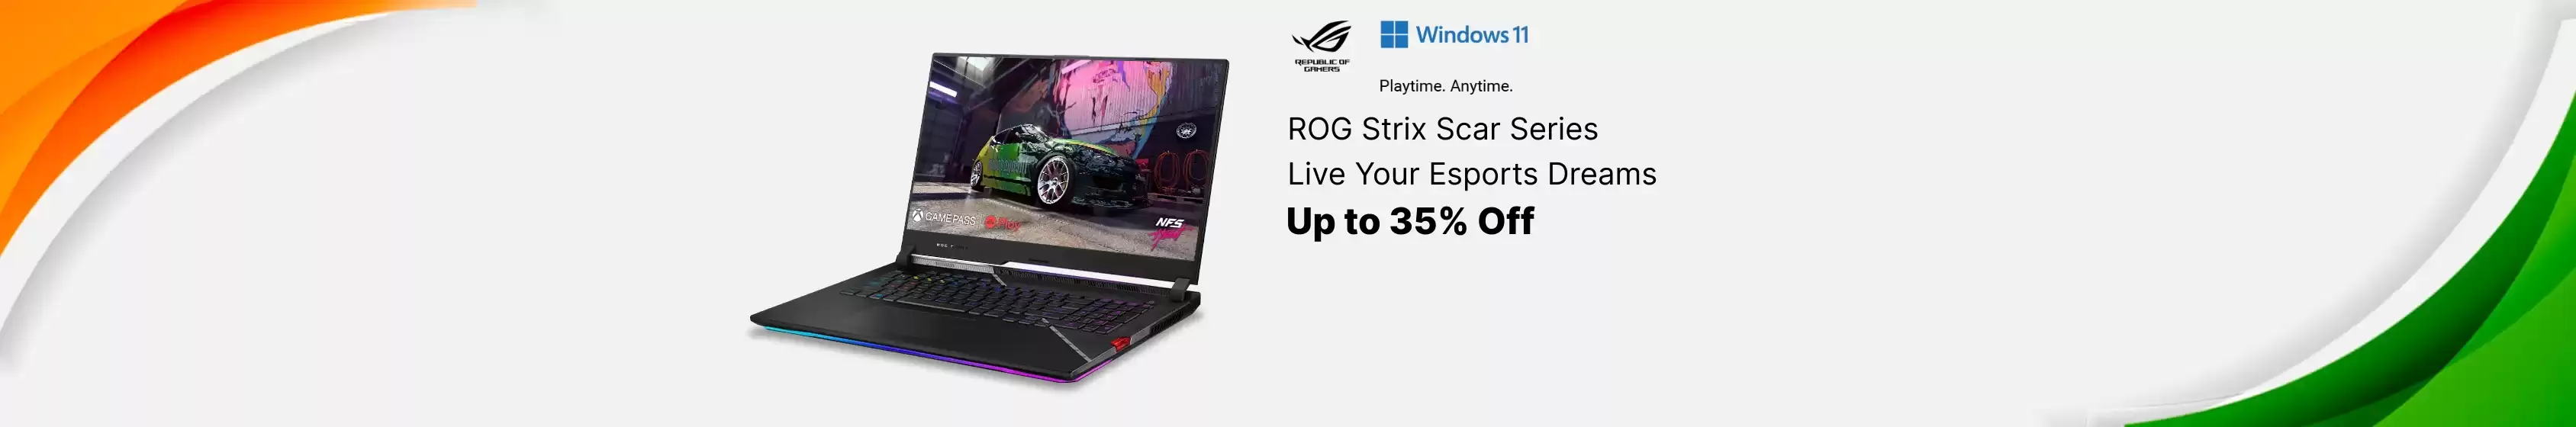 REPUBLIC OF
GAMERS
Windows 11
Playtime. Anytime.
ROG Strix Scar Series
Live Your Esports Dreams
Up to 35% Off
GAME PASS
Play
NFS